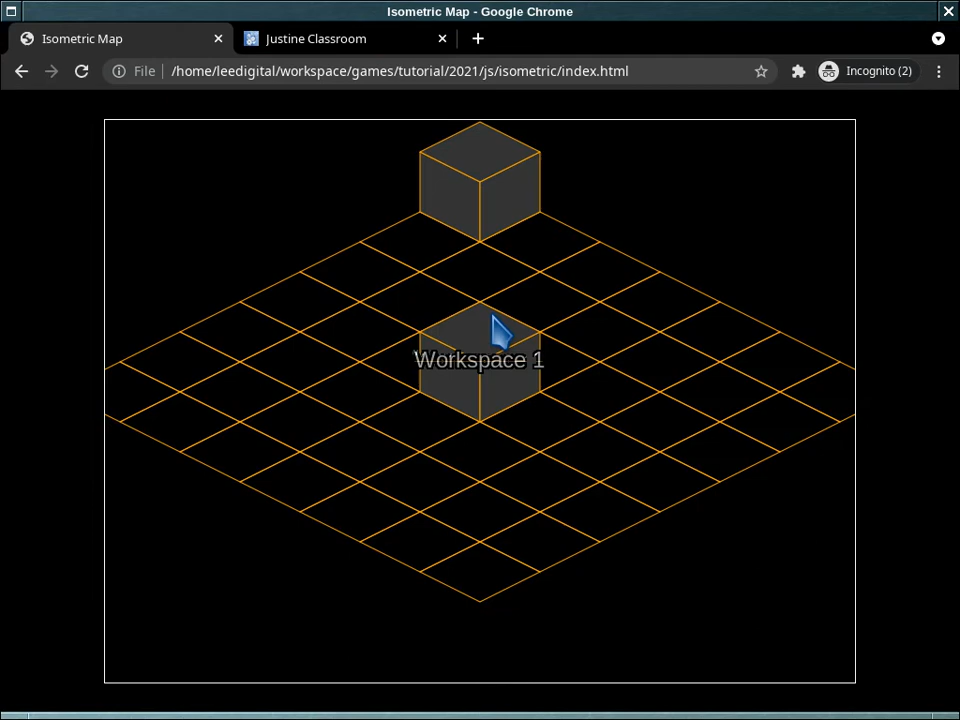 Isometric Map - Google Chrome
Isometric Map
Justine Classroom
File
/home/leedigital/workspace/games/tutorial/2021/js/isometric/index.html
Incognito (2)
Workspace 1